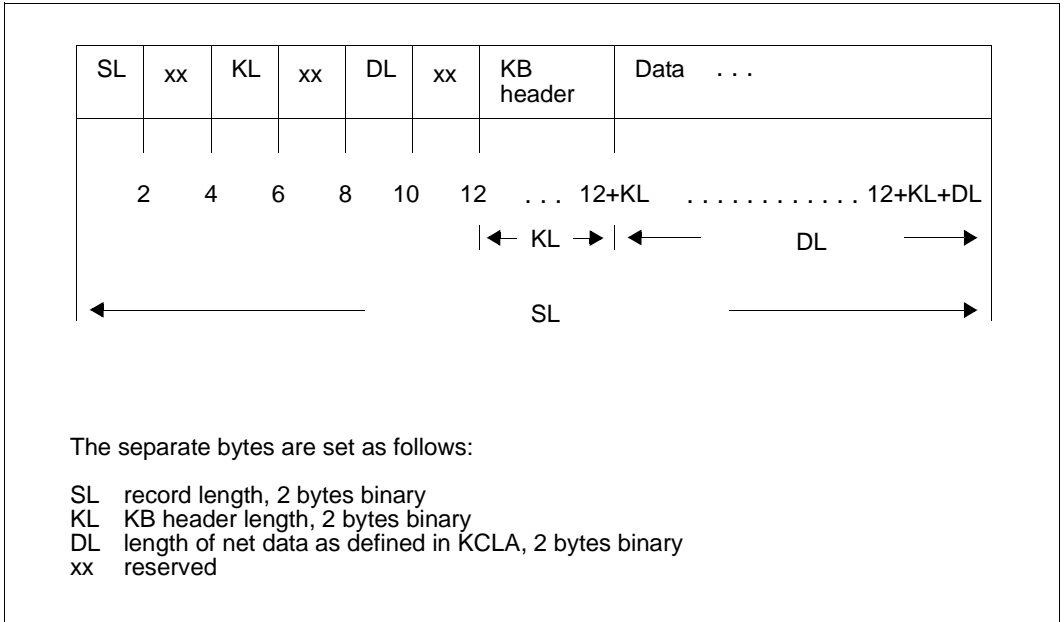 SL xx KL xx DL xx KB header Data . . .
2 4 6 8 10 12 . . . 12+KL . . . . . . . . . . . . . 12+KL+DL
KL DL
SL
The separate bytes are set as follows:
SL record length, 2 bytes binary
KL KB header length, 2 bytes binary
DL length of net data as defined in KCLA, 2 bytes binary
xx reserved